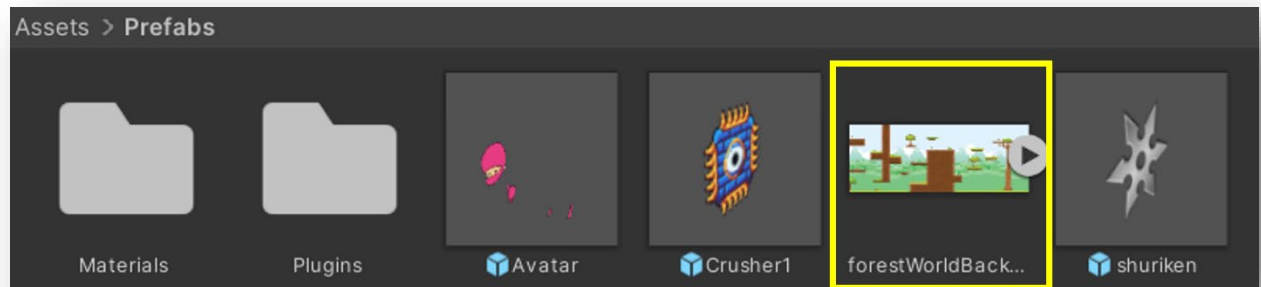 Assets > Prefabs
Materials
Plugins
Avatar
Crusher1
forestWorldBack...
shuriken